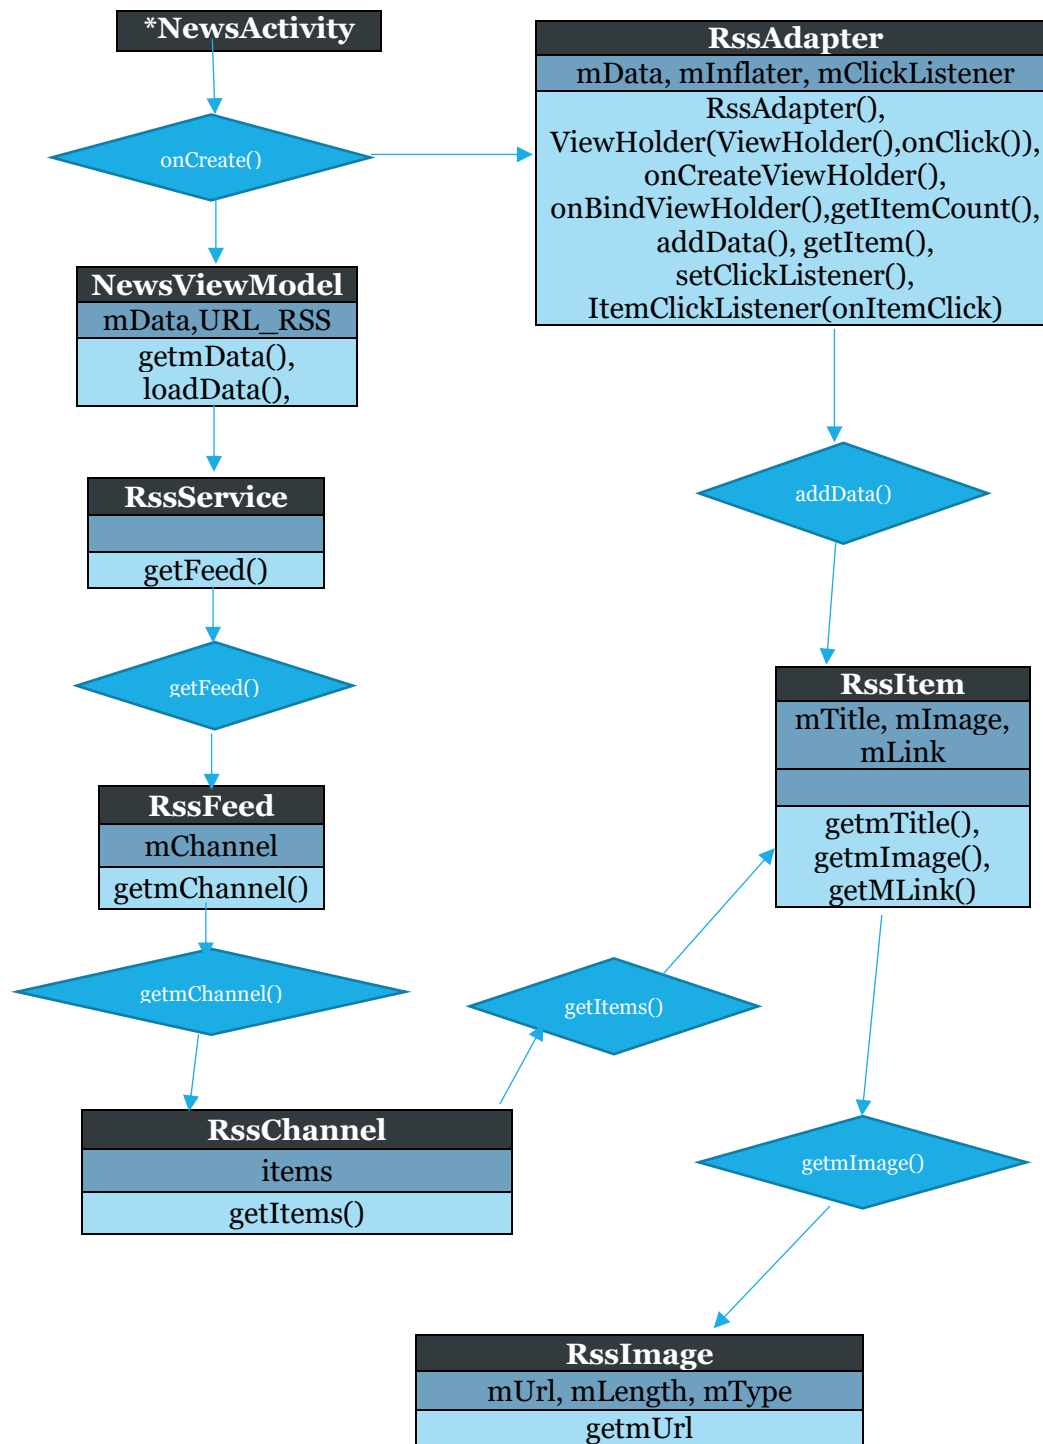 *NewsActivity
onCreate()
RssAdapter
mData, mInflater, mClickListener
RssAdapter(),
ViewHolder(ViewHolder(),onClick()),
onCreateViewHolder(),
onBindViewHolder(),getItemCount(),
addData(), getItem(),
setClickListener(),
ItemClickListener(onItemClick)
NewsViewModel
mData,URL_RSS
getmData(),
loadData(),
RssService
getFeed()
addData()
getFeed()
RssItem
mTitle, mImage,
mLink
getmTitle(),
getmImage(),
getMLink()
RssFeed
mChannel
getmChannel()
getmChannel()
getItems()
RssChannel
items
getItems()
getmImage()
RssImage
mUrl, mLength, mType
getmUrl